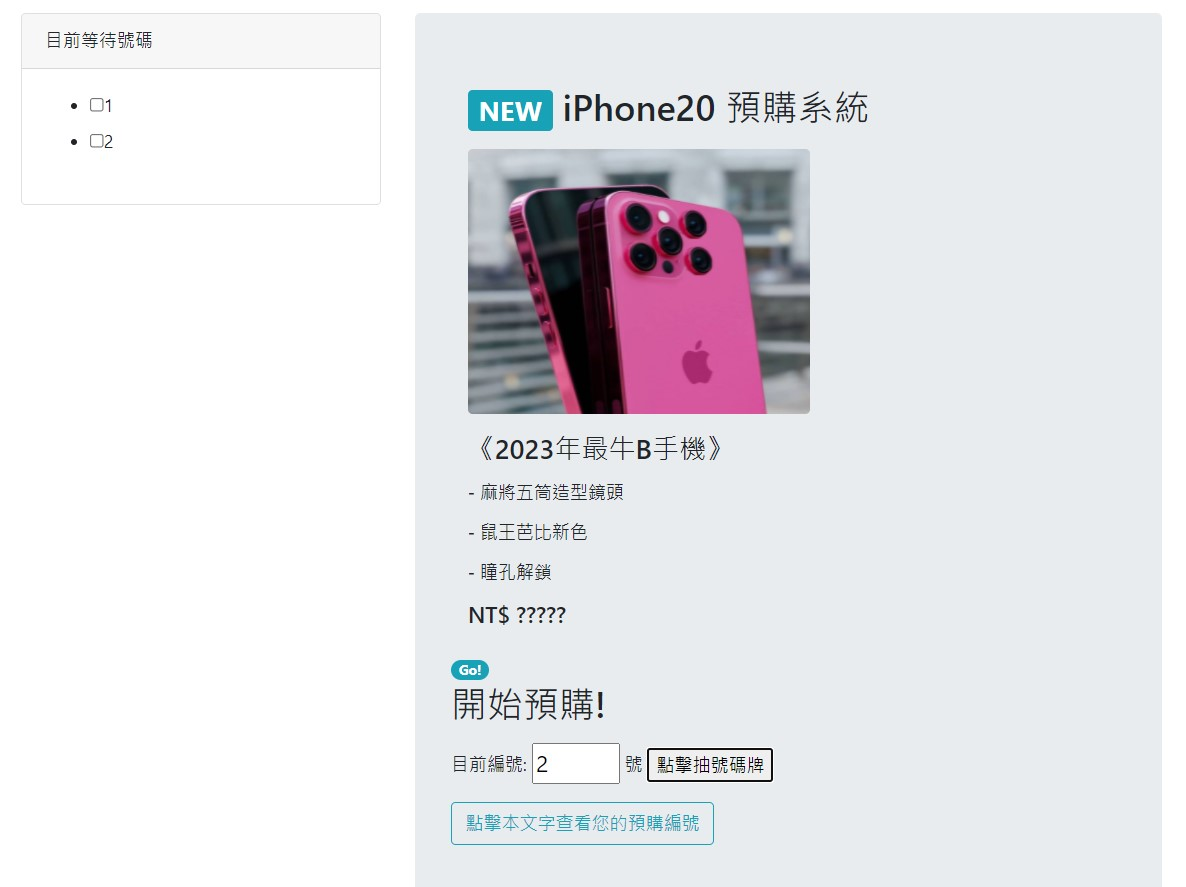 目前等待號碼
1
2
NEW iPhone20 預購系統
《2023年最牛B手機》
- 麻將五筒造型鏡頭
- 鼠王芭比新色
- 瞳孔解鎖
NT$ ?????
Go!
開始預購!
目前編號: 2 號 點擊抽號碼牌
點擊本文字查看您的預購編號